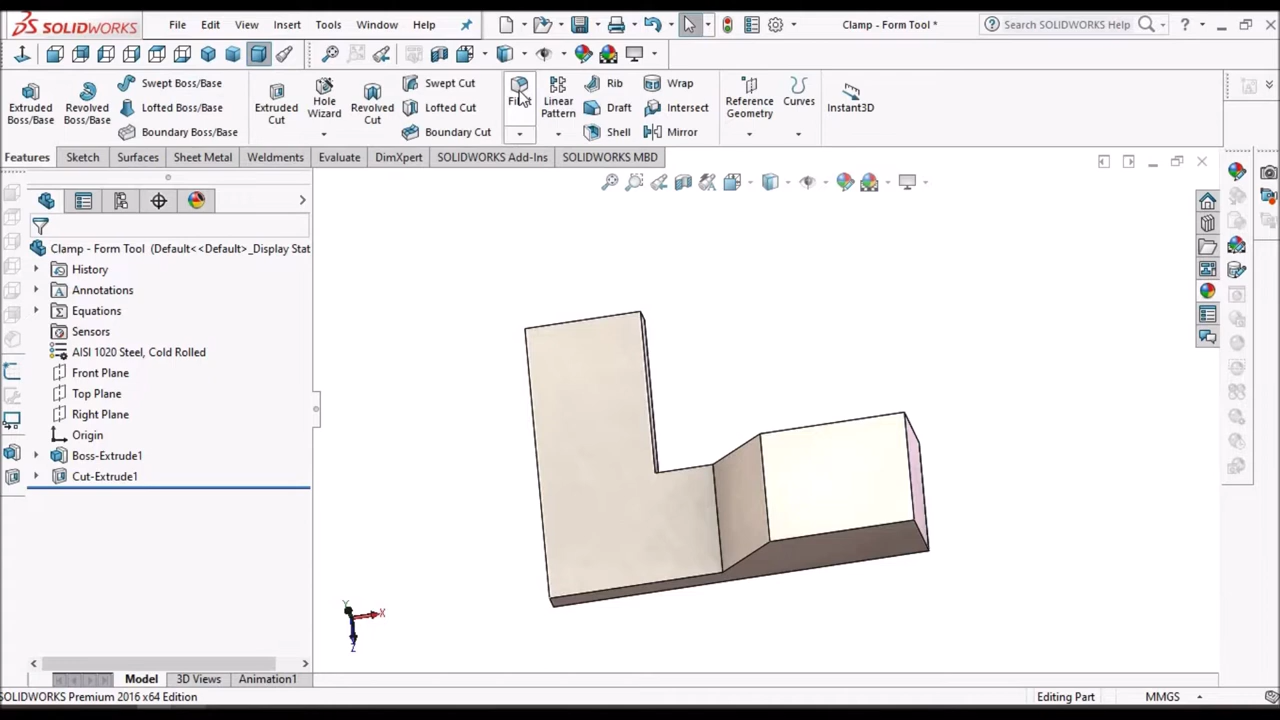 SOLIDWORKS
File Edit View Insert Tools Window Help
Clamp - Form Tool *
Search SOLIDWORKS Help
Extruded Boss/Base
Revolved Boss/Base
Swept Boss/Base
Lofted Boss/Base
Boundary Boss/Base
Extruded Cut
Hole Wizard
Revolved Cut
Swept Cut
Lofted Cut
Boundary Cut
Linear Pattern
Rib
Draft
Shell
Wrap
Intersect
Mirror
Reference Geometry
Curves
Instant3D
Features Sketch Surfaces Sheet Metal Weldments Evaluate DimXpert SOLIDWORKS Add-Ins SOLIDWORKS MBD
Clamp - Form Tool (Default<<Default>_Display Stat
History
Annotations
Equations
Sensors
AISI 1020 Steel, Cold Rolled
Front Plane
Top Plane
Right Plane
Origin
Boss-Extrude1
Cut-Extrude1
Y
X
Z
Model 3D Views Animation1
SOLIDWORKS Premium 2016 x64 Edition
Editing Part
MMGS